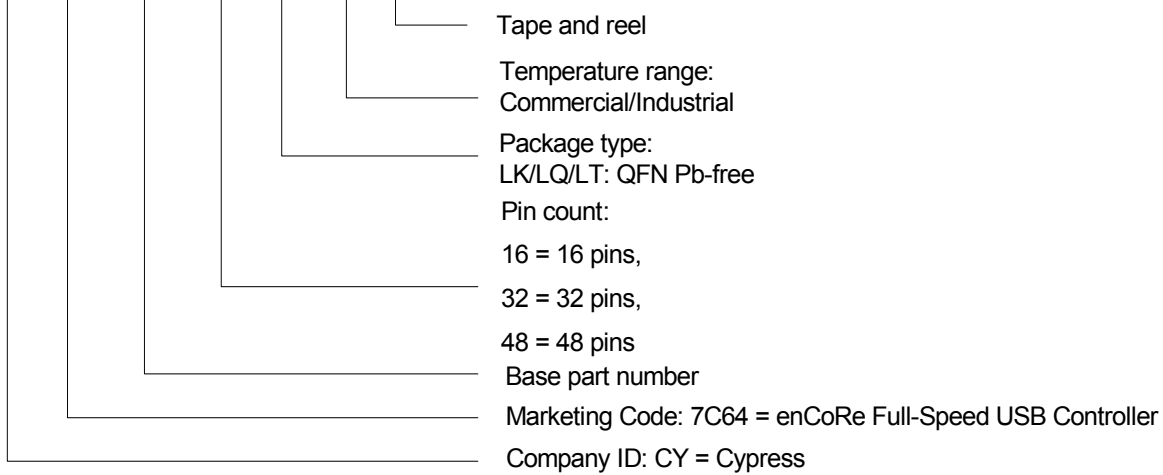 Tape and reel
Temperature range:
Commercial/Industrial
Package type:
LK/LQ/LT: QFN Pb-free
Pin count:
16 = 16 pins,
32 = 32 pins,
48 = 48 pins
Base part number
Marketing Code: 7C64 = enCoRe Full-Speed USB Controller
Company ID: CY = Cypress